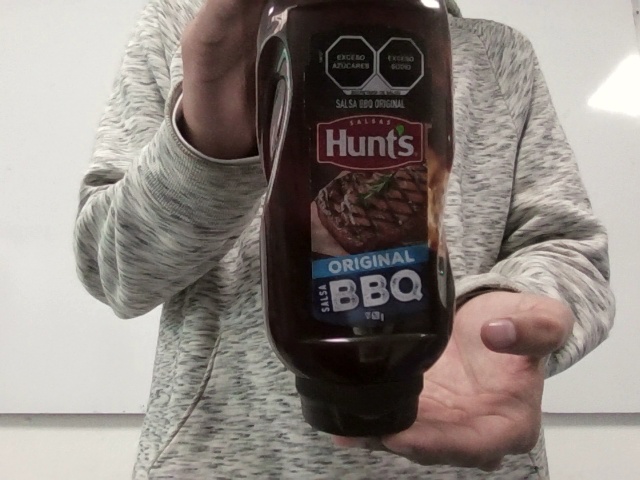 EXCESO AZÚCARES
EXCESO SODIO
SALSA BBQ ORIGINAL
SALSAS
Hunt's
ORIGINAL
SALSA BBQ